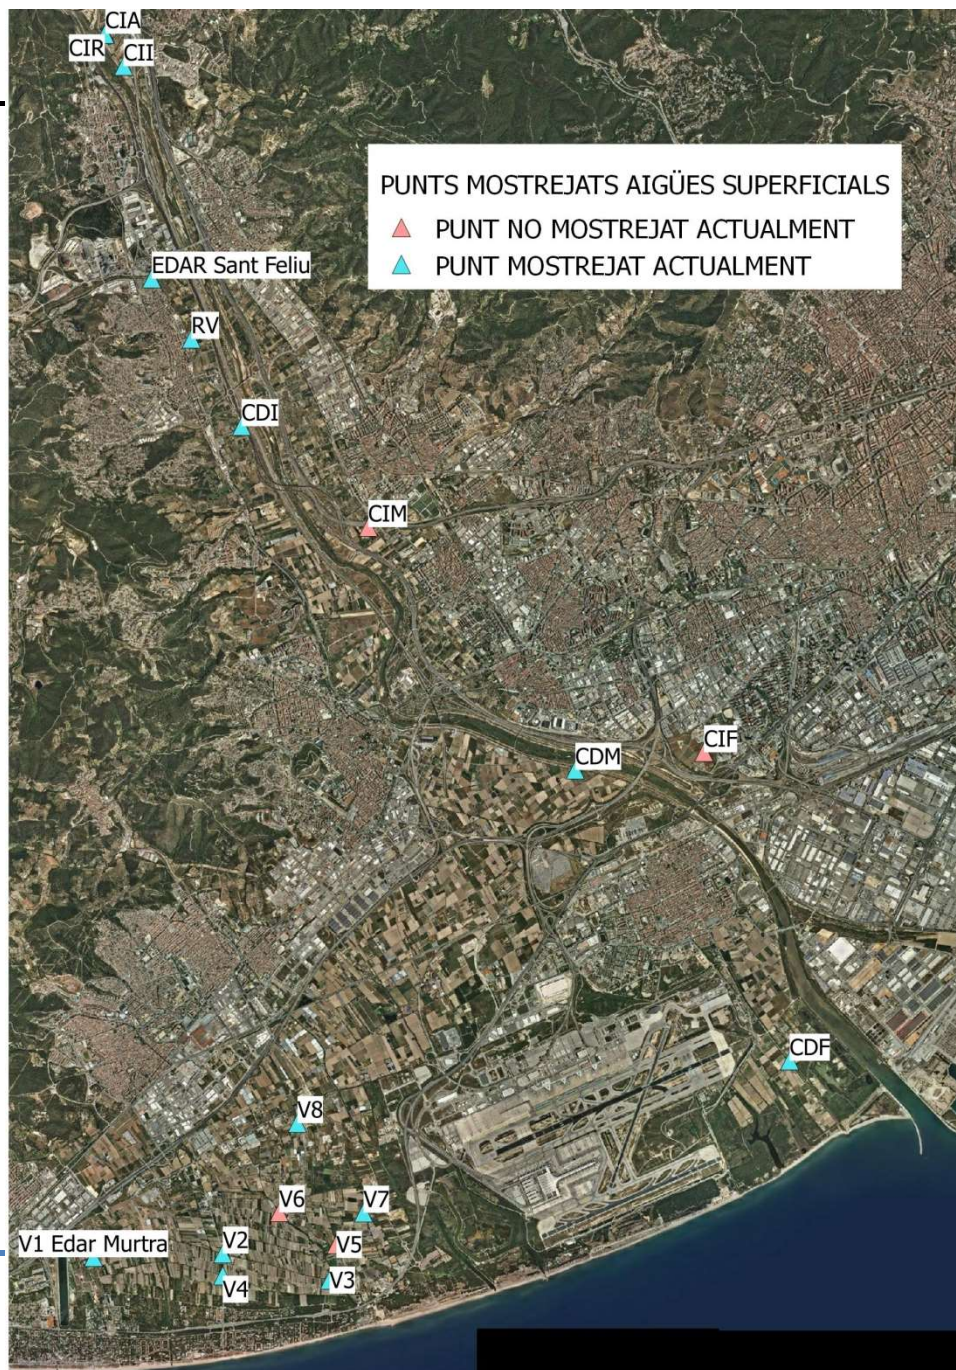 CIA
CIR
CII
PUNTS MOSTREJATS AIGÜES SUPERFICIALS
PUNT NO MOSTREJAT ACTUALMENT
PUNT MOSTREJAT ACTUALMENT
EDAR Sant Feliu
RV
CDI
CIM
CIF
CDM
CDF
V8
V6
V7
V1 Edar Murtra
V2
V5
V4
V3